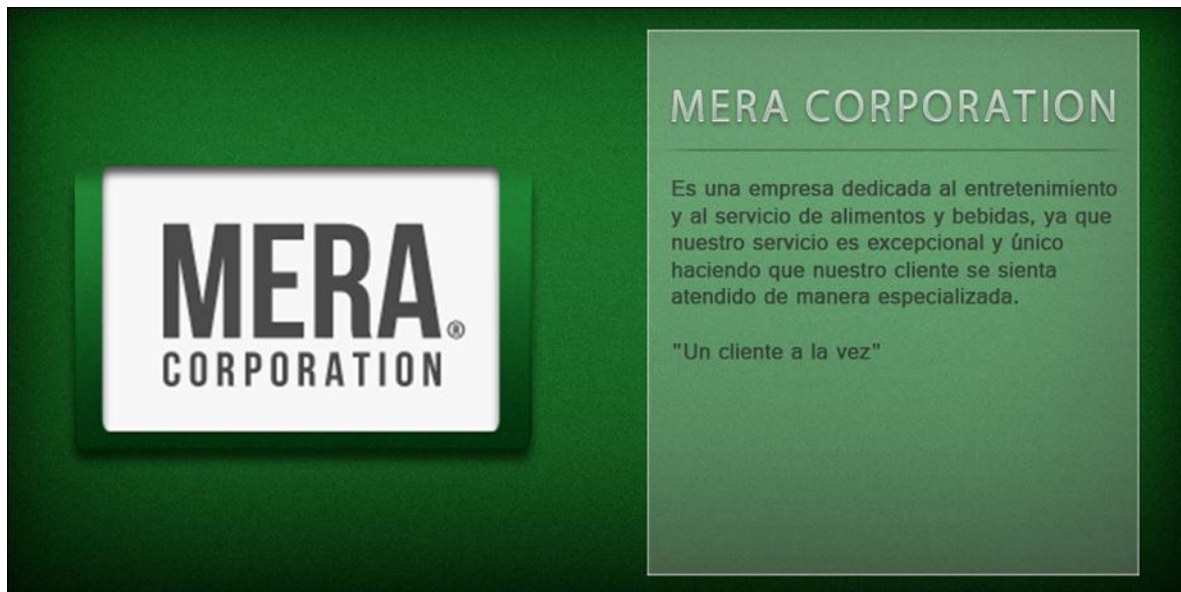 MERA®
CORPORATION
MERA CORPORATION
Es una empresa dedicada al entretenimiento
y al servicio de alimentos y bebidas, ya que
nuestro servicio es excepcional y único
haciendo que nuestro cliente se sienta
atendido de manera especializada.
"Un cliente a la vez"